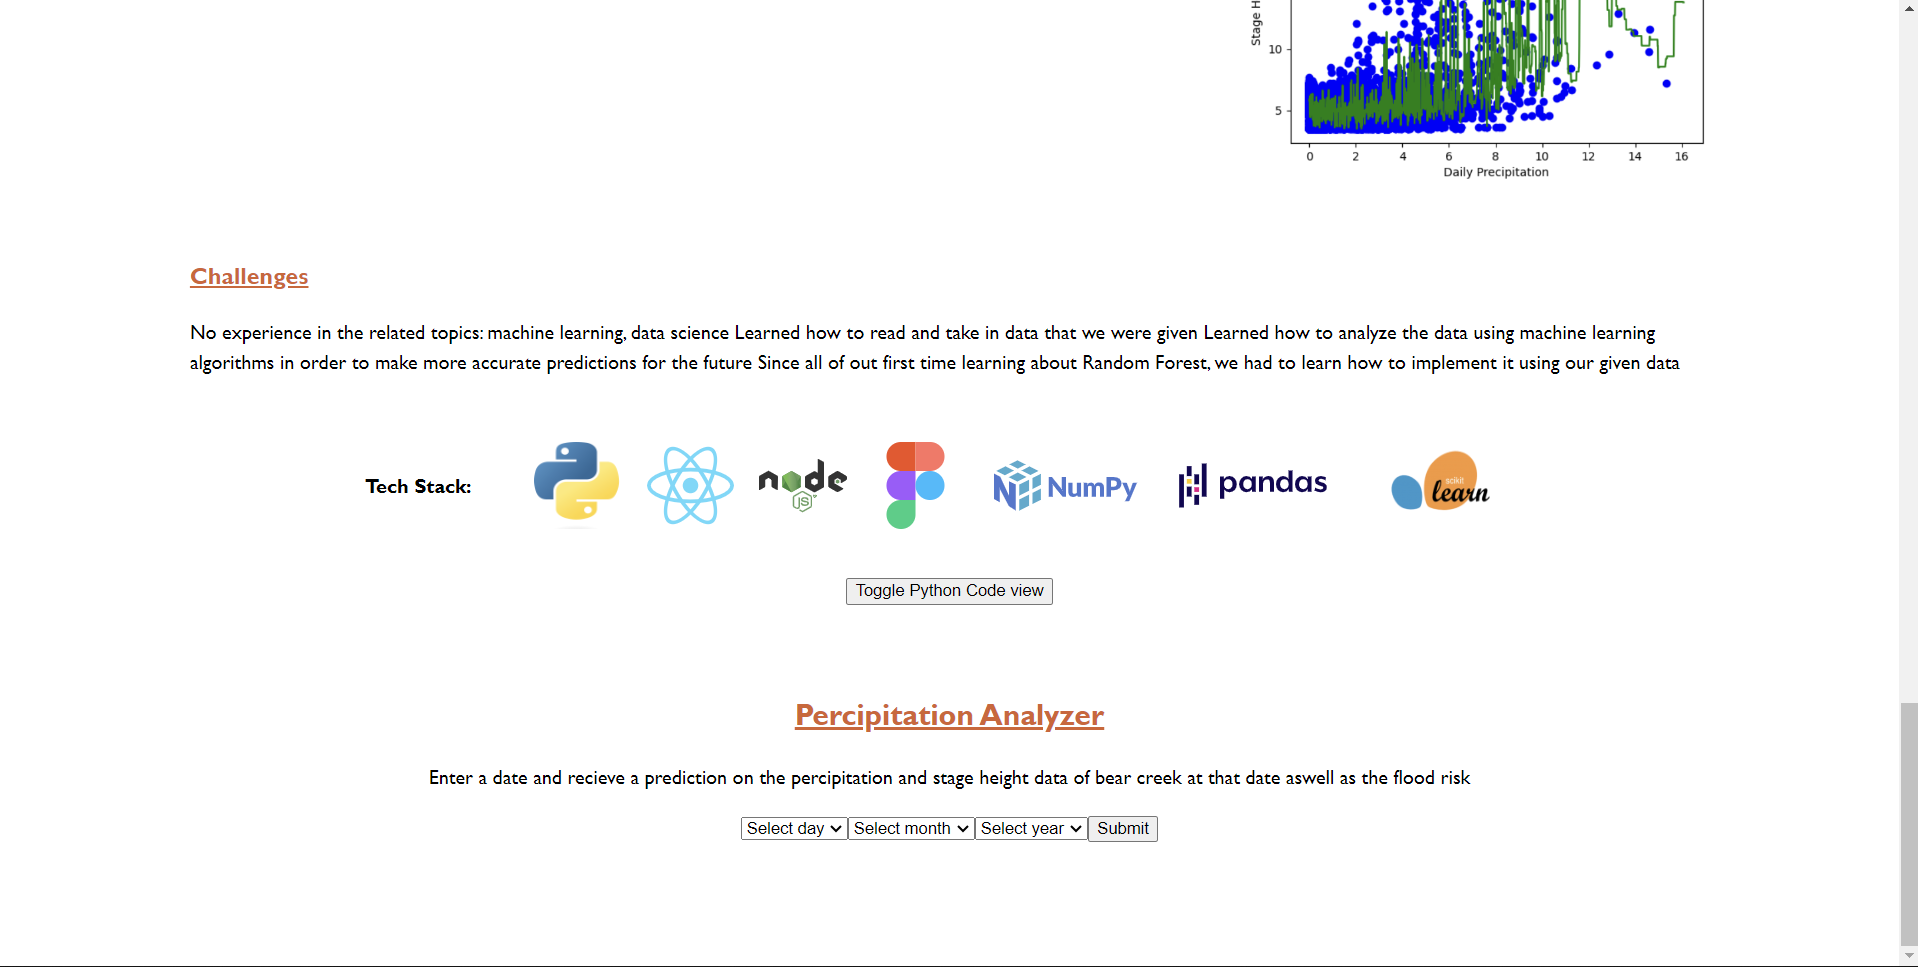 Stage H
10
5
0 2 4 6 8 10 12 14 16
Daily Precipitation
Challenges
No experience in the related topics: machine learning, data science Learned how to read and take in data that we were given Learned how to analyze the data using machine learning
algorithms in order to make more accurate predictions for the future Since all of out first time learning about Random Forest, we had to learn how to implement it using our given data
Tech Stack:
node
JS
NumPy
pandas
scikit
learn
Toggle Python Code view
Percipitation Analyzer
Enter a date and recieve a prediction on the percipitation and stage height data of bear creek at that date aswell as the flood risk
Select day Select month Select year Submit